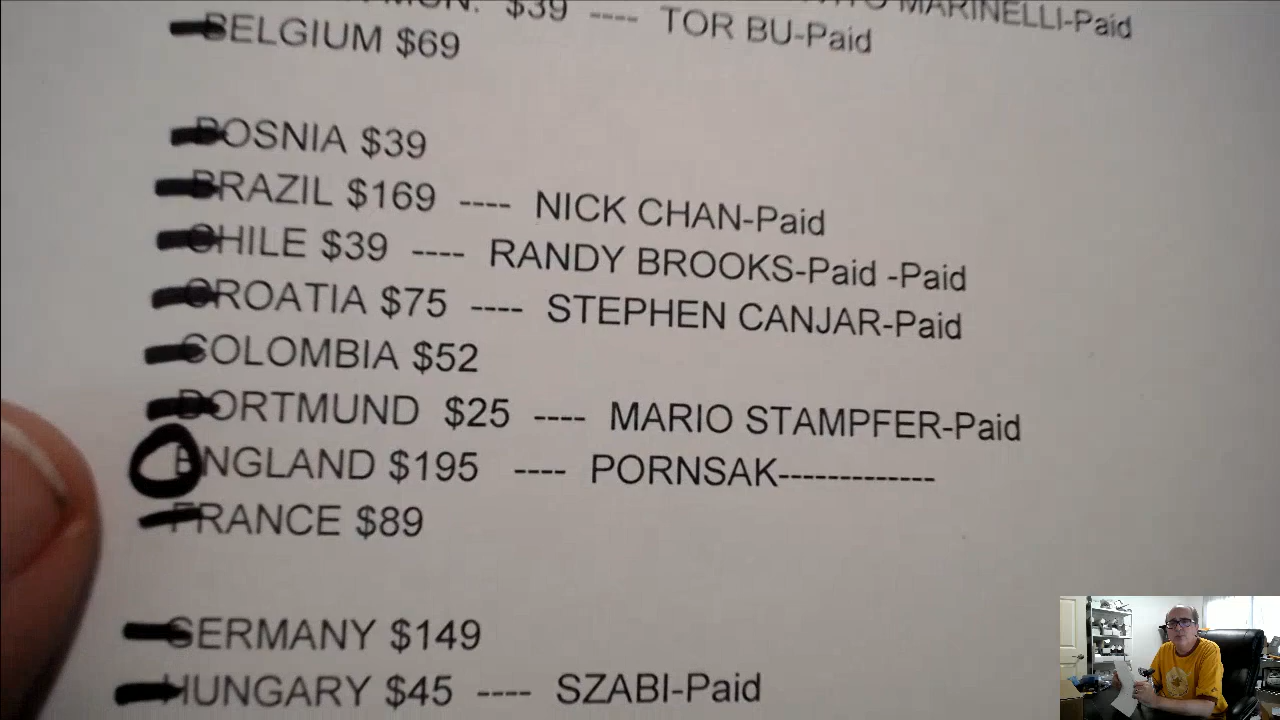 $39 ---- TOR BU-Paid MARINELLI-Paid
BELGIUM $69
BOSNIA $39
BRAZIL $169 ---- NICK CHAN-Paid
CHILE $39 ---- RANDY BROOKS-Paid -Paid
CROATIA $75 ---- STEPHEN CANJAR-Paid
COLOMBIA $52
DORTMUND $25 ---- MARIO STAMPFER-Paid
ENGLAND $195 ---- PORNSAK-------------
FRANCE $89
GERMANY $149
HUNGARY $45 ---- SZABI-Paid